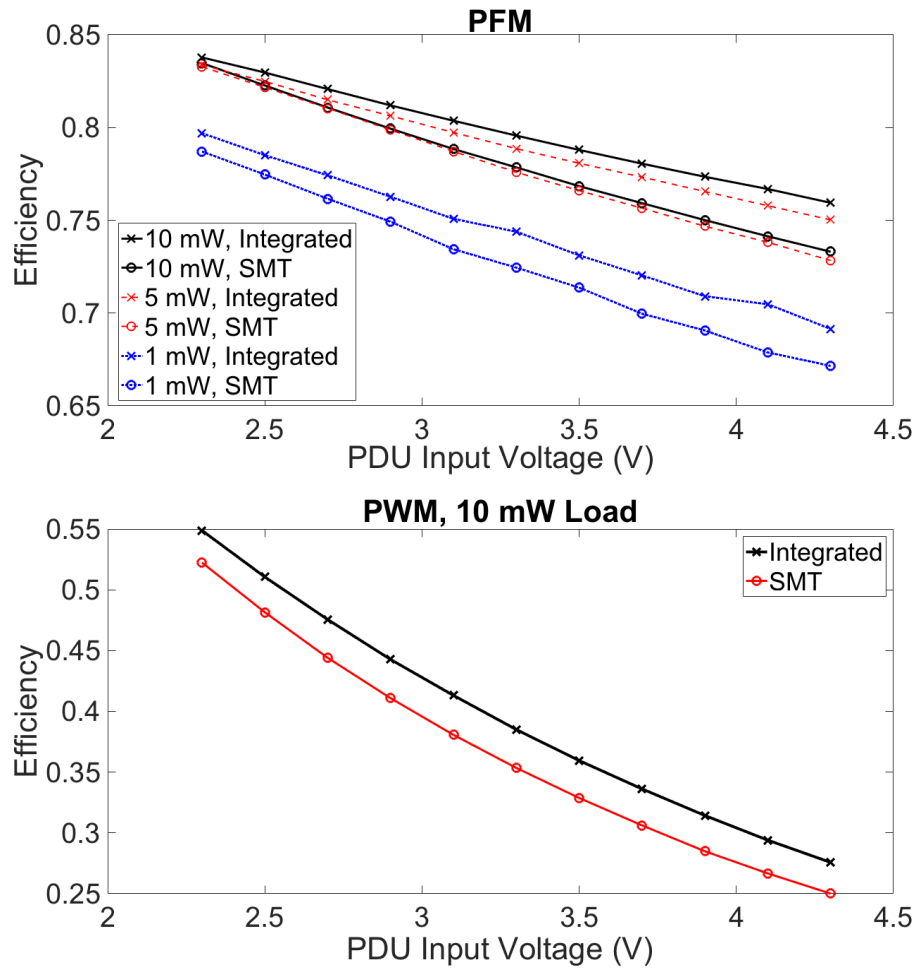 PFM
0.85
0.8
0.75
0.7
0.65
Efficiency
10 mW, Integrated
10 mW, SMT
5 mW, Integrated
5 mW, SMT
1 mW, Integrated
1 mW, SMT
2 2.5 3 3.5 4 4.5
PDU Input Voltage (V)
PWM, 10 mW Load
0.55
0.5
0.45
0.4
0.35
0.3
0.25
Efficiency
Integrated
SMT
2 2.5 3 3.5 4 4.5
PDU Input Voltage (V)